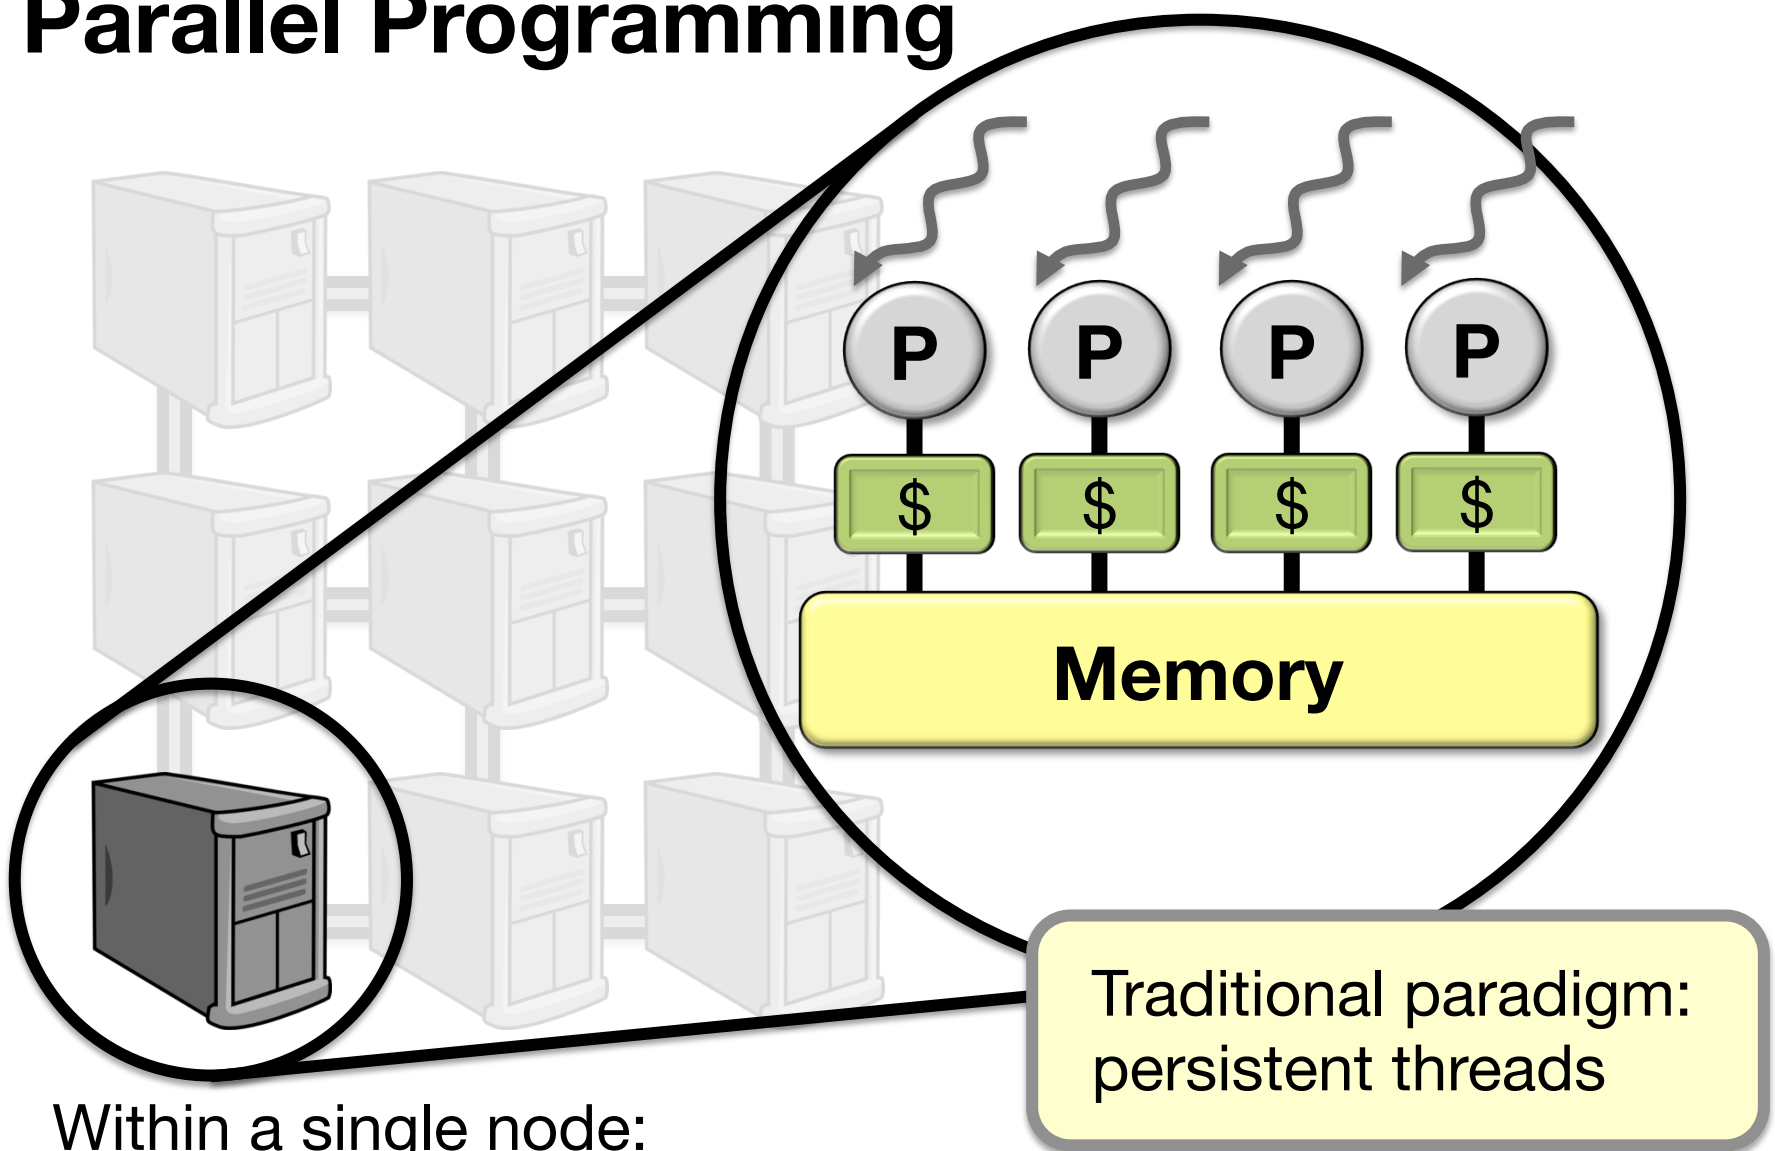 Parallel Programming
P P P P
$ $ $ $
Memory
Traditional paradigm:
persistent threads
Within a single node: